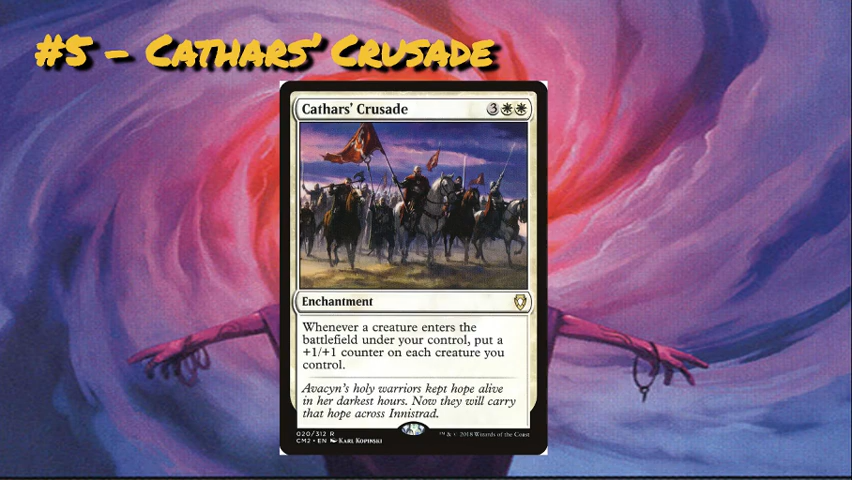 #5 – Cathars' Crusade
Cathars' Crusade 3
Enchantment
Whenever a creature enters the
battlefield under your control, put a
+1/+1 counter on each creature you
control.
Avacyn's holy warriors kept hope alive
in her darkest hours. Now they will carry
that hope across Innistrad.
020/312 R
CM2 • EN Karl Kopinski
™ & © 2018 Wizards of the Coast